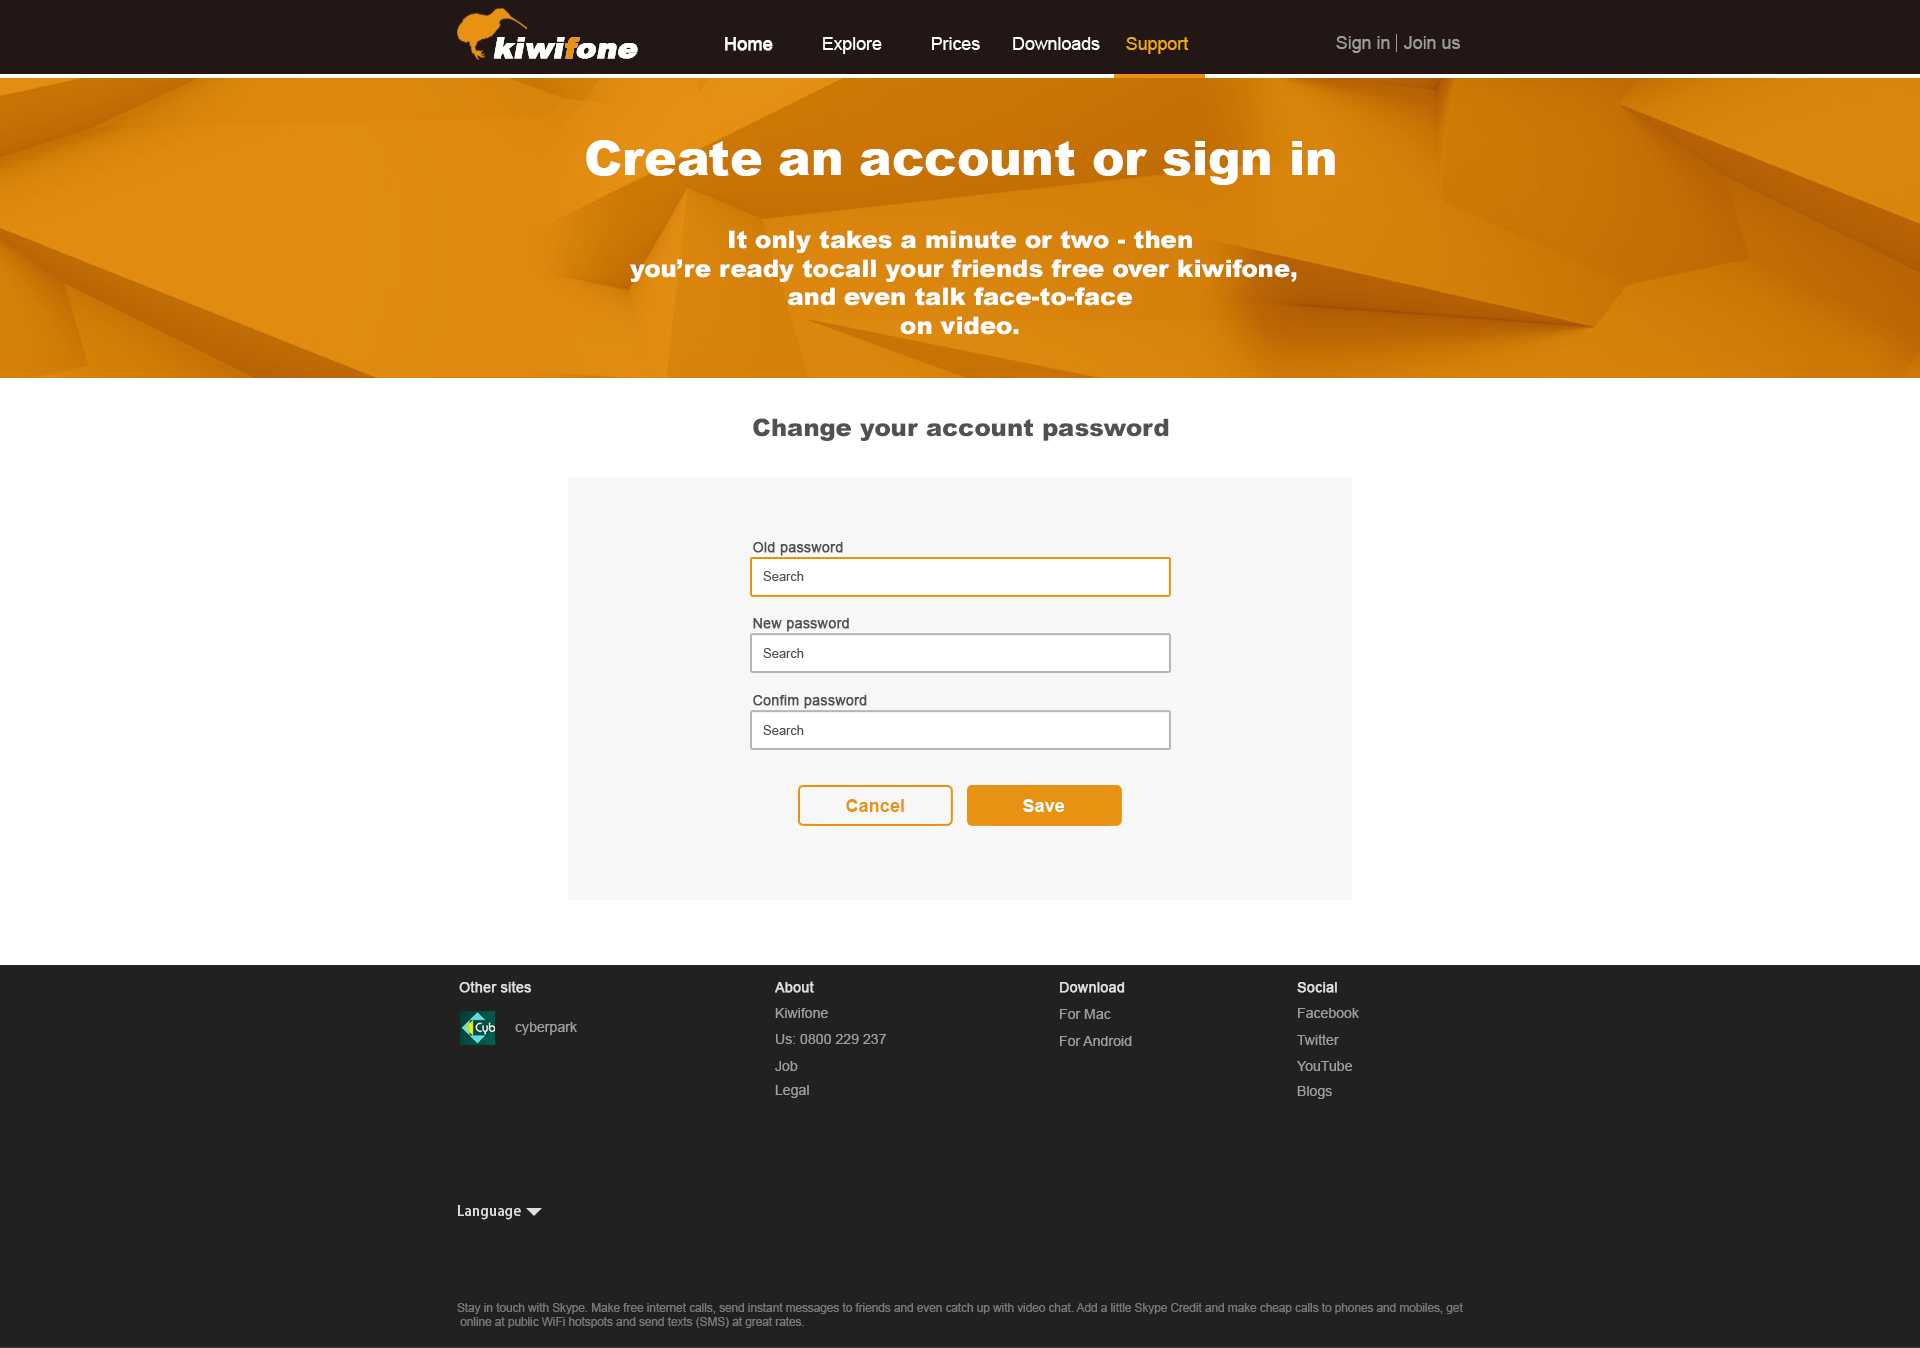 kiwifone
Home Explore Prices Downloads Support
Sign in | Join us
Create an account or sign in
It only takes a minute or two - then
you’re ready tocall your friends free over kiwifone,
and even talk face-to-face
on video.
Change your account password
Old password
Search
New password
Search
Confim password
Search
Cancel Save
Other sites
Cyb cyberpark
About
Kiwifone
Us: 0800 229 237
Job
Legal
Download
For Mac
For Android
Social
Facebook
Twitter
YouTube
Blogs
Language
Stay in touch with Skype. Make free internet calls, send instant messages to friends and even catch up with video chat. Add a little Skype Credit and make cheap calls to phones and mobiles, get
online at public WiFi hotspots and send texts (SMS) at great rates.